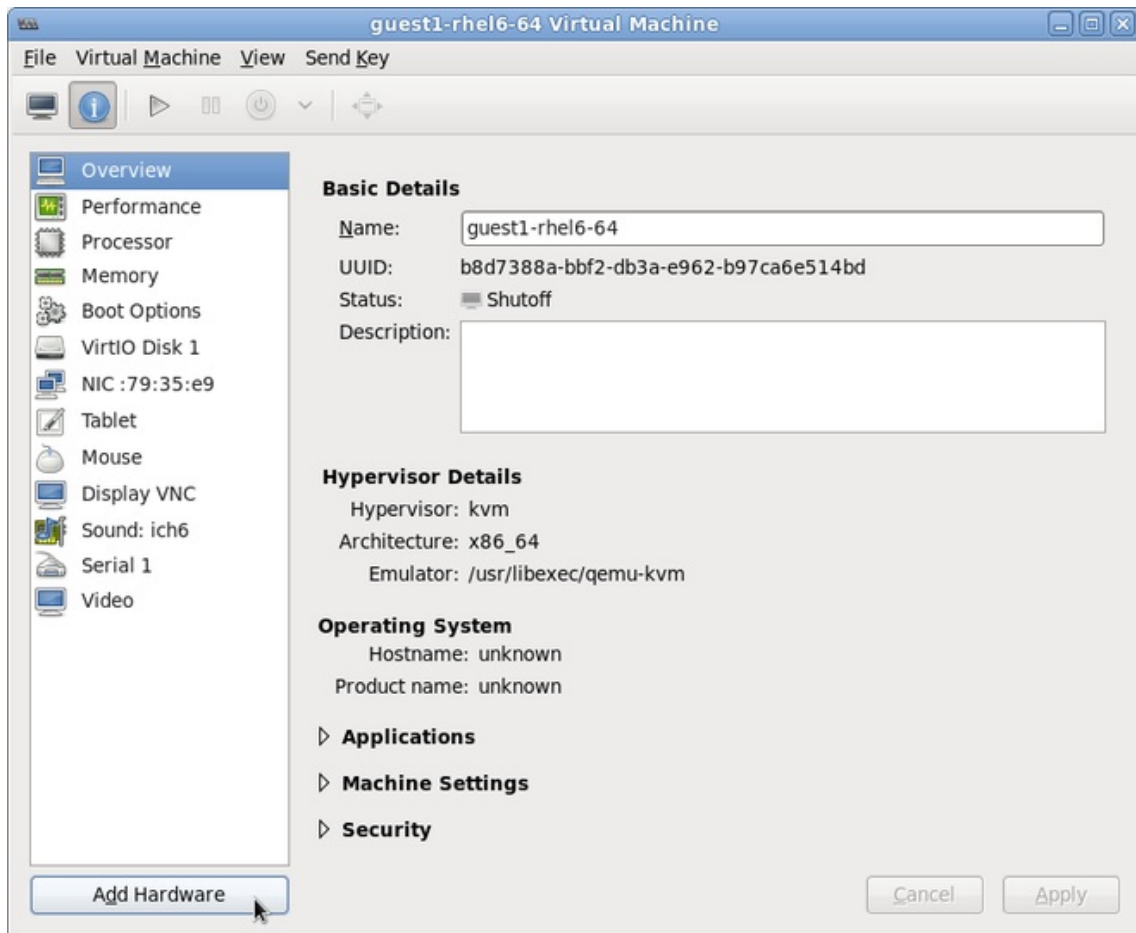 guest1-rhel6-64 Virtual Machine
File Virtual Machine View Send Key
Overview
Performance
Processor
Memory
Boot Options
VirtIO Disk 1
NIC :79:35:e9
Tablet
Mouse
Display VNC
Sound: ich6
Serial 1
Video
Add Hardware
Basic Details
Name: guest1-rhel6-64
UUID: b8d7388a-bbf2-db3a-e962-b97ca6e514bd
Status: Shutoff
Description:
Hypervisor Details
Hypervisor: kvm
Architecture: x86_64
Emulator: /usr/libexec/qemu-kvm
Operating System
Hostname: unknown
Product name: unknown
Applications
Machine Settings
Security
Cancel Apply